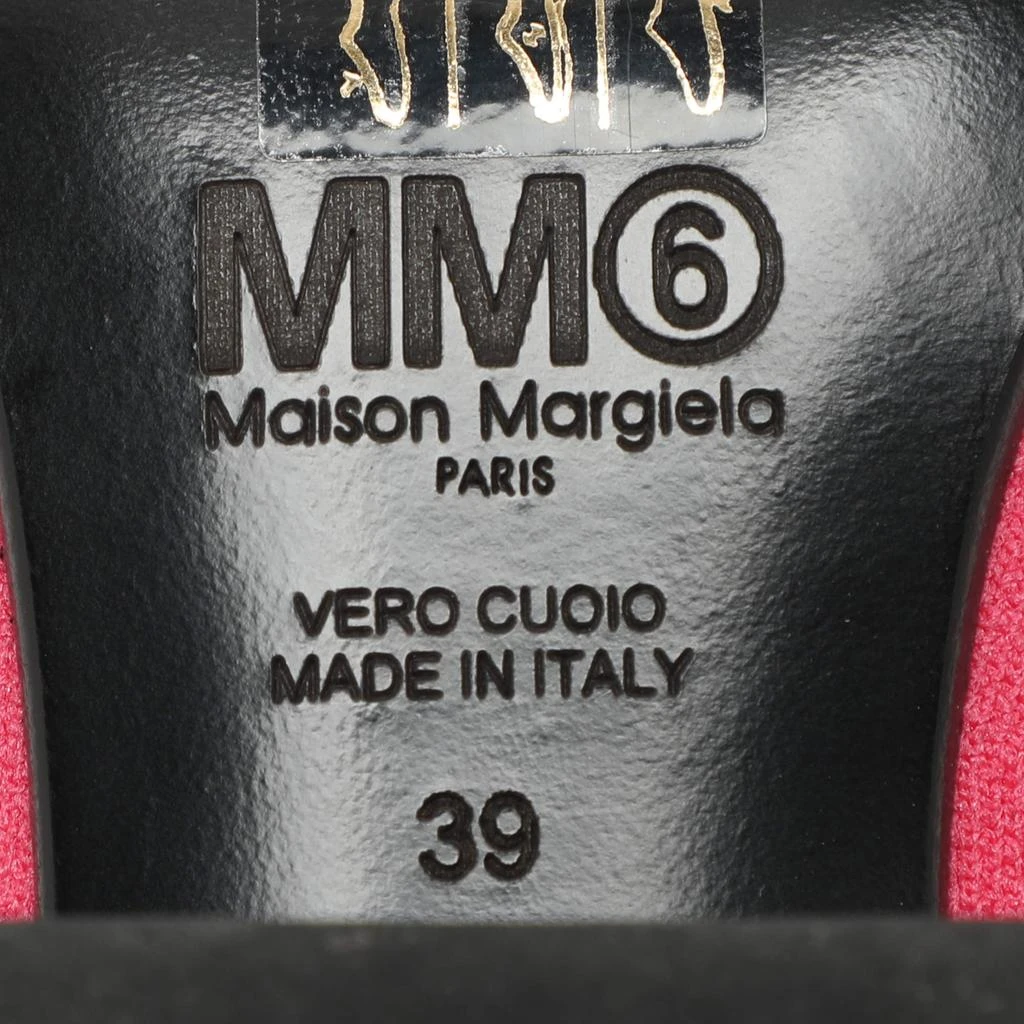 MM⑥
Maison Margiela
PARIS
VERO CUOIO
MADE IN ITALY
39